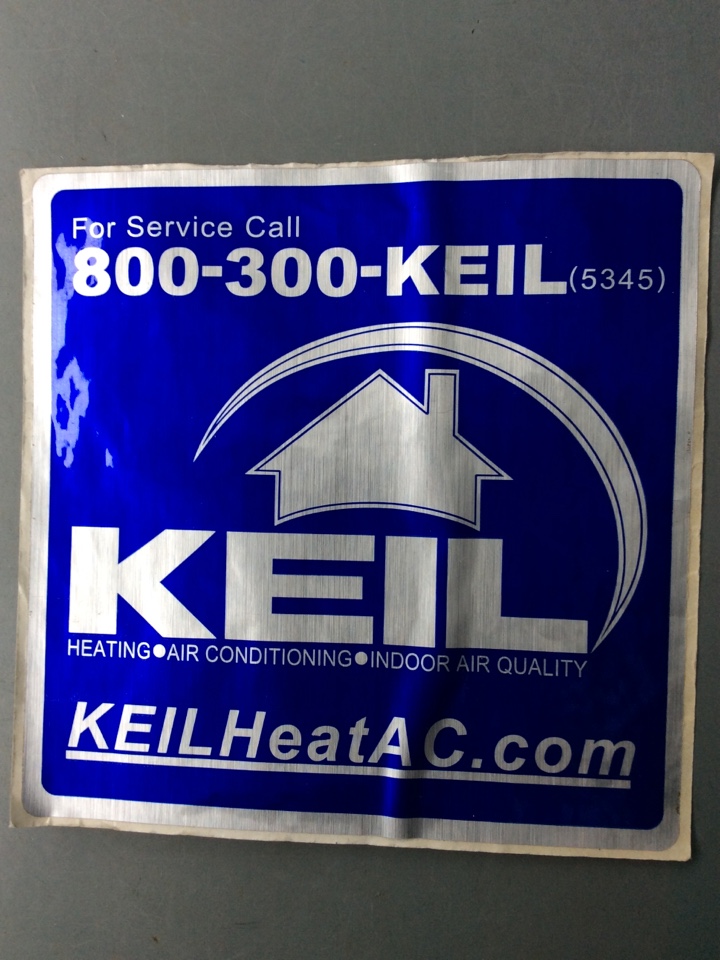 For Service Call
800-300-KEIL(5345)
KEIL
HEATING●AIR CONDITIONING●INDOOR AIR QUALITY
KEILHeatAC.com